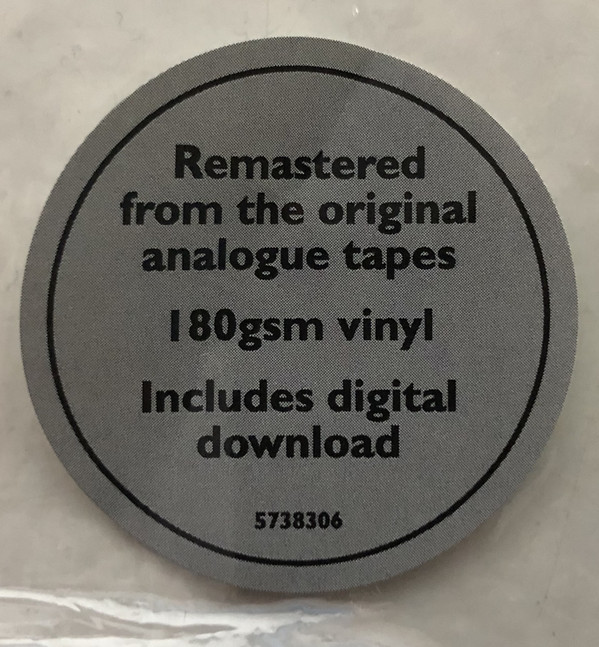 Remastered
from the original
analogue tapes
180gsm vinyl
Includes digital
download
5738306